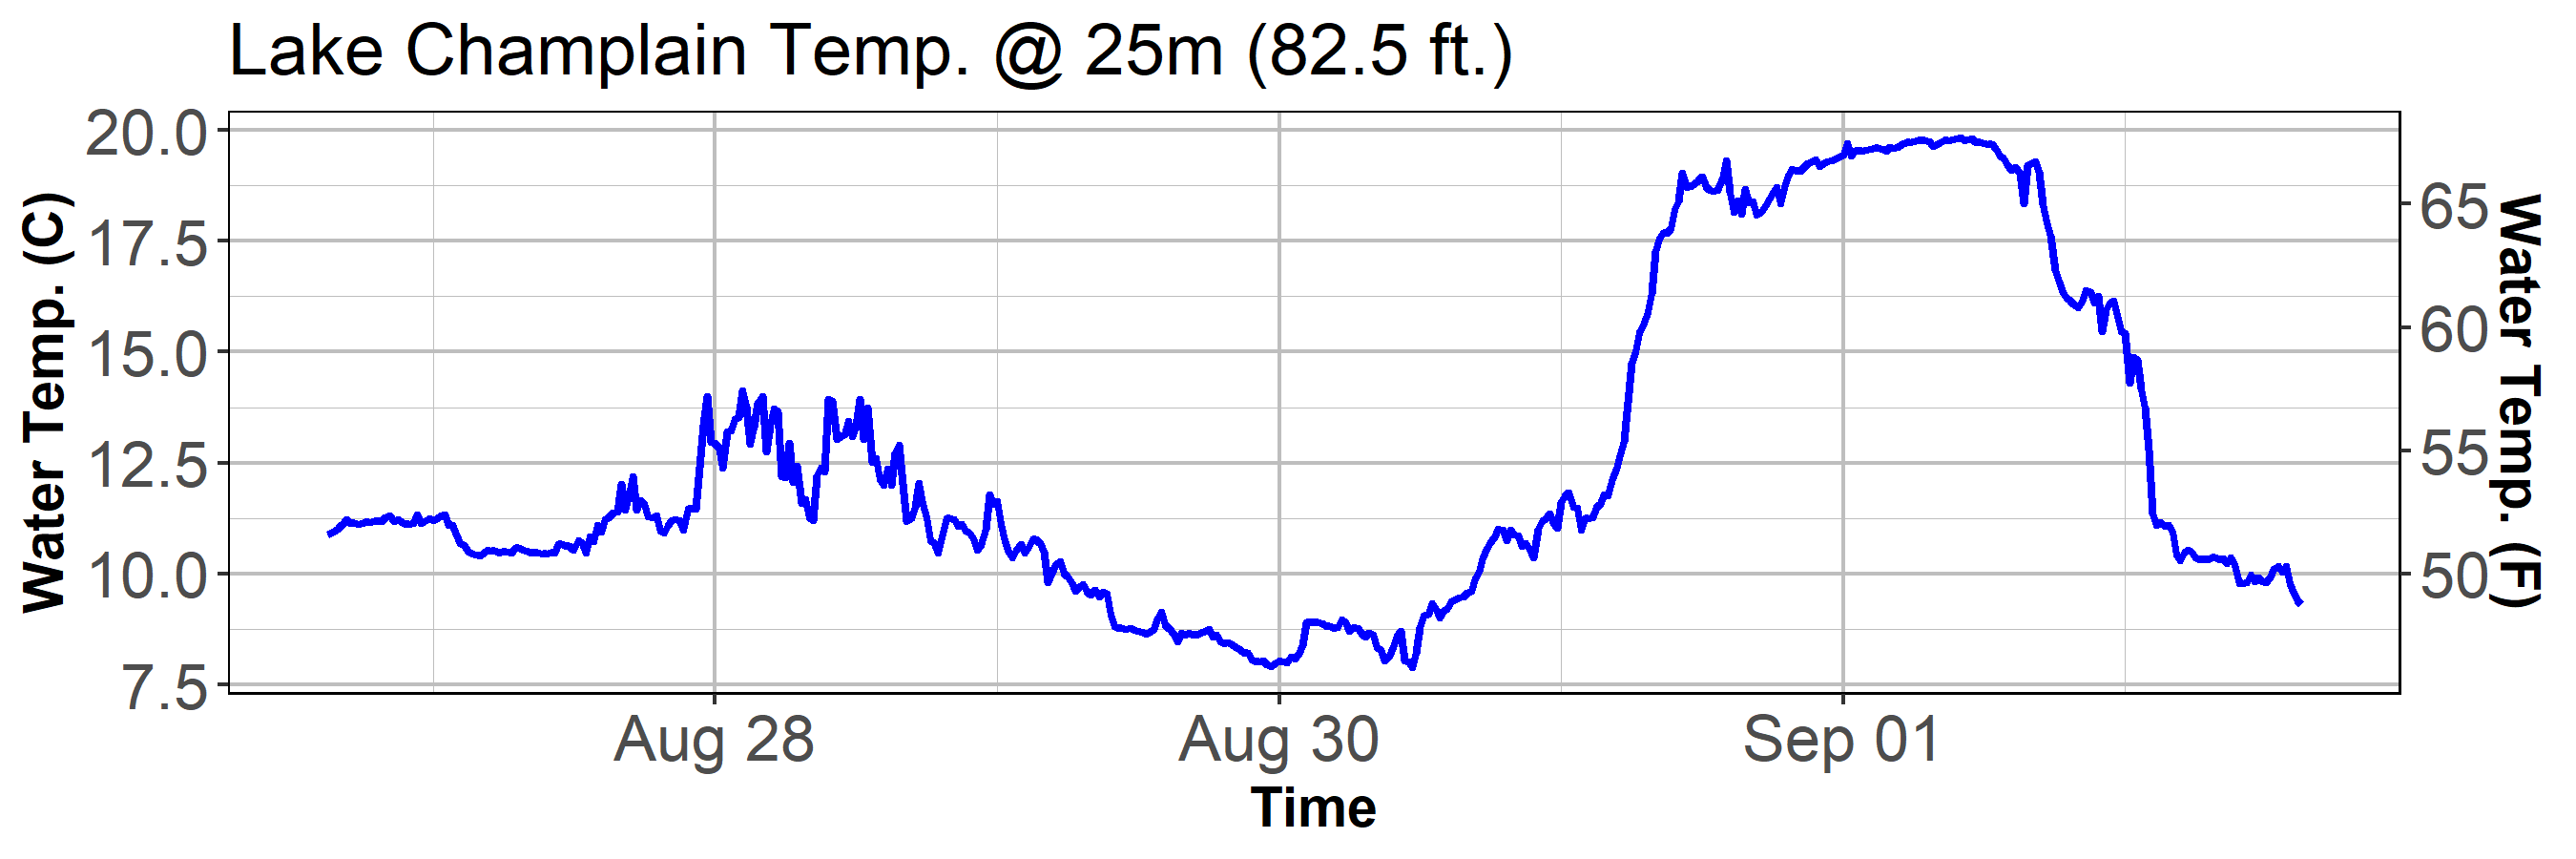 Lake Champlain Temp. @ 25m (82.5 ft.)
Water Temp. (C)
20.0
17.5
15.0
12.5
10.0
7.5
65
60
55
50
Water Temp. (F)
Aug 28
Aug 30
Sep 01
Time